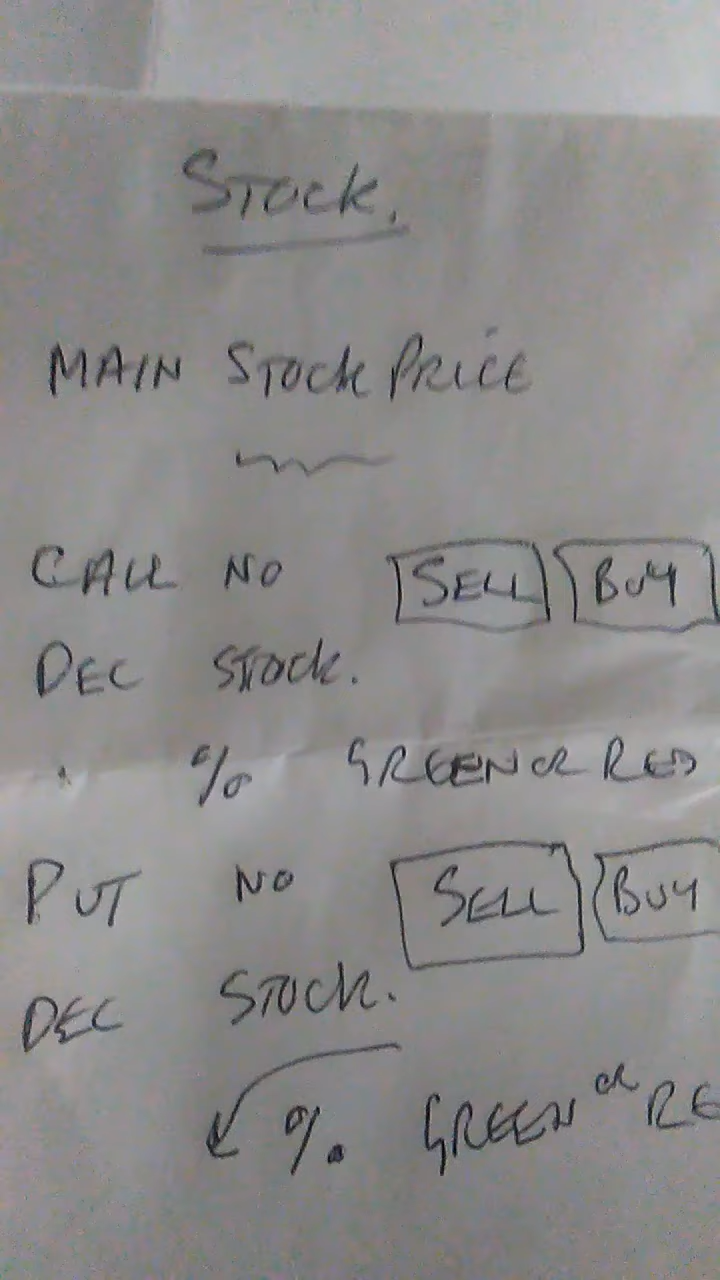 Stock.
MAIN STOCK PRICE
CALL NO SELL BUY
DEC STOCK.
% GREEN OR RED
PUT NO SELL BUY
DEC STOCK.
% GREEN OR RE